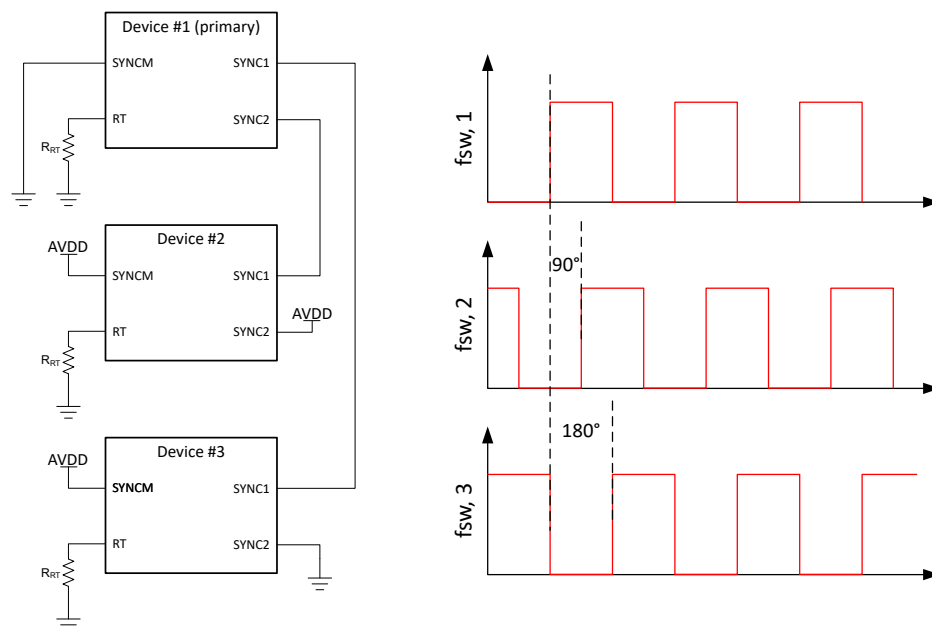 Device #1 (primary)
SYNCM
SYNC1
RT
SYNC2
RRT
Device #2
AVDD
SYNCM
SYNC1
AVDD
RT
SYNC2
RRT
Device #3
AVDD
SYNCM
SYNC1
RT
SYNC2
RRT
fsw, 1
90°
fsw, 2
180°
fsw, 3